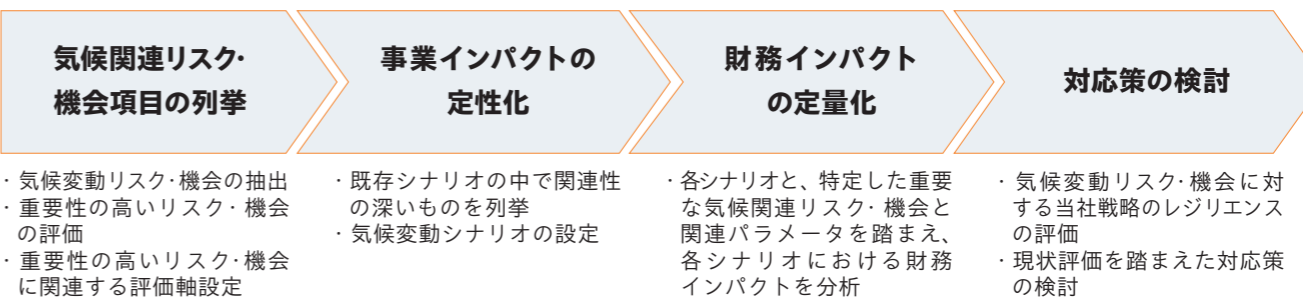 気候関連リスク・
機会項目の列挙
・気候変動リスク・機会の抽出
・重要性の高いリスク・機会
の評価
・重要性の高いリスク・機会
に関連する評価軸設定
事業インパクトの
定性化
・既存シナリオの中で関連性
の深いものを列挙
・気候変動シナリオの設定
財務インパクト
の定量化
・各シナリオと、特定した重要
な気候関連リスク・機会と
関連パラメータを踏まえ、
各シナリオにおける財務
インパクトを分析
対応策の検討
・気候変動リスク・機会に対
する当社戦略のレジリエンス
の評価
・現状評価を踏まえた対応策
の検討